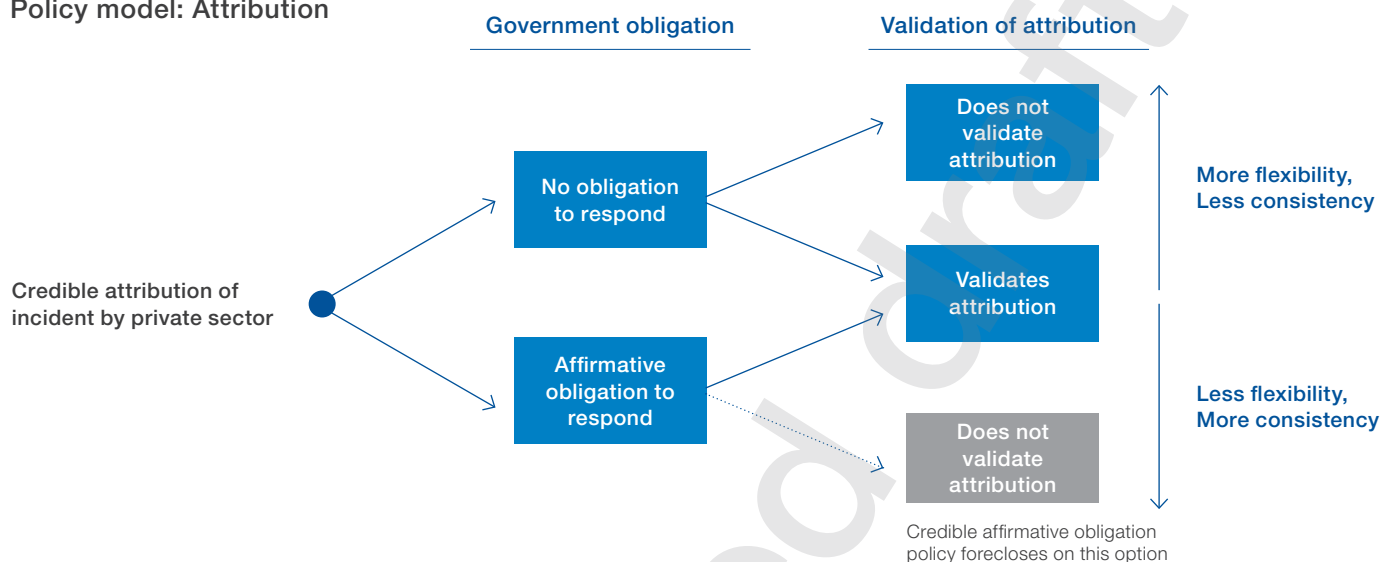 Policy model: Attribution
Government obligation
Validation of attribution
Does not
validate
attribution
No obligation
to respond
More flexibility,
Less consistency
Validates
attribution
Credible attribution of
incident by private sector
Affirmative
obligation to
respond
Less flexibility,
More consistency
Does not
validate
attribution
Credible affirmative obligation
policy forecloses on this option